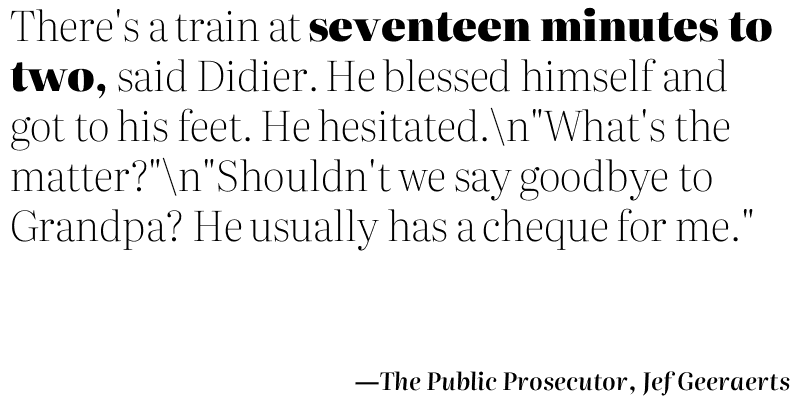 There's a train at seventeen minutes to
two, said Didier. He blessed himself and
got to his feet. He hesitated.\n"What's the
matter?"\n"Shouldn't we say goodbye to
Grandpa? He usually has a cheque for me."
—The Public Prosecutor, Jef Geeraerts